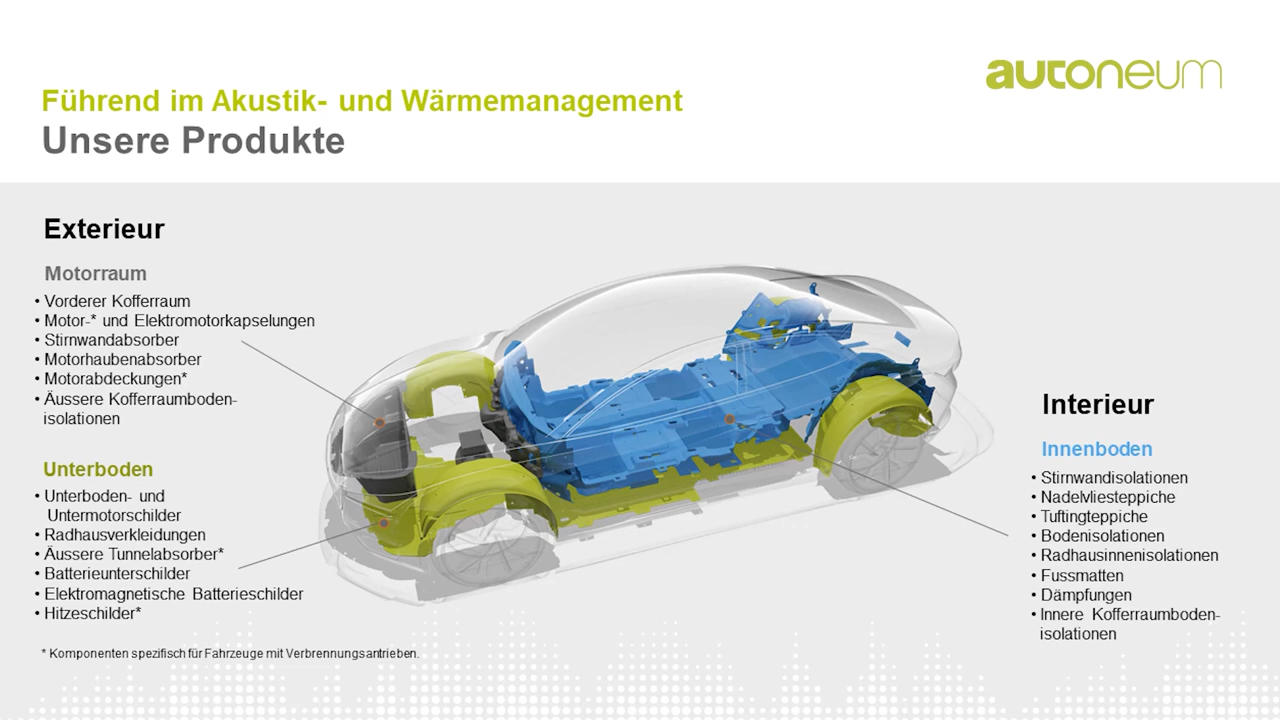 autoneum
Führend im Akustik- und Wärmemanagement
Unsere Produkte
Exterieur
Motorraum
• Vorderer Kofferraum
• Motor-* und Elektromotorkapselungen
• Stirnwandabsorber
• Motorhaubenabsorber
• Motorabdeckungen*
• Äussere Kofferraumboden-
isolationen
Unterboden
• Unterboden- und
Untermotorschilder
• Radhausverkleidungen
• Äussere Tunnelabsorber*
• Batterieunterschilder
• Elektromagnetische Batterieschilder
• Hitzeschilder*
* Komponenten spezifisch für Fahrzeuge mit Verbrennungsantrieben.
Interieur
Innenboden
• Stirnwandisolationen
• Nadelvliesteppiche
• Tuftingteppiche
• Bodenisolationen
• Radhausinnenisolationen
• Fussmatten
• Dämpfungen
• Innere Kofferraumboden-
isolationen